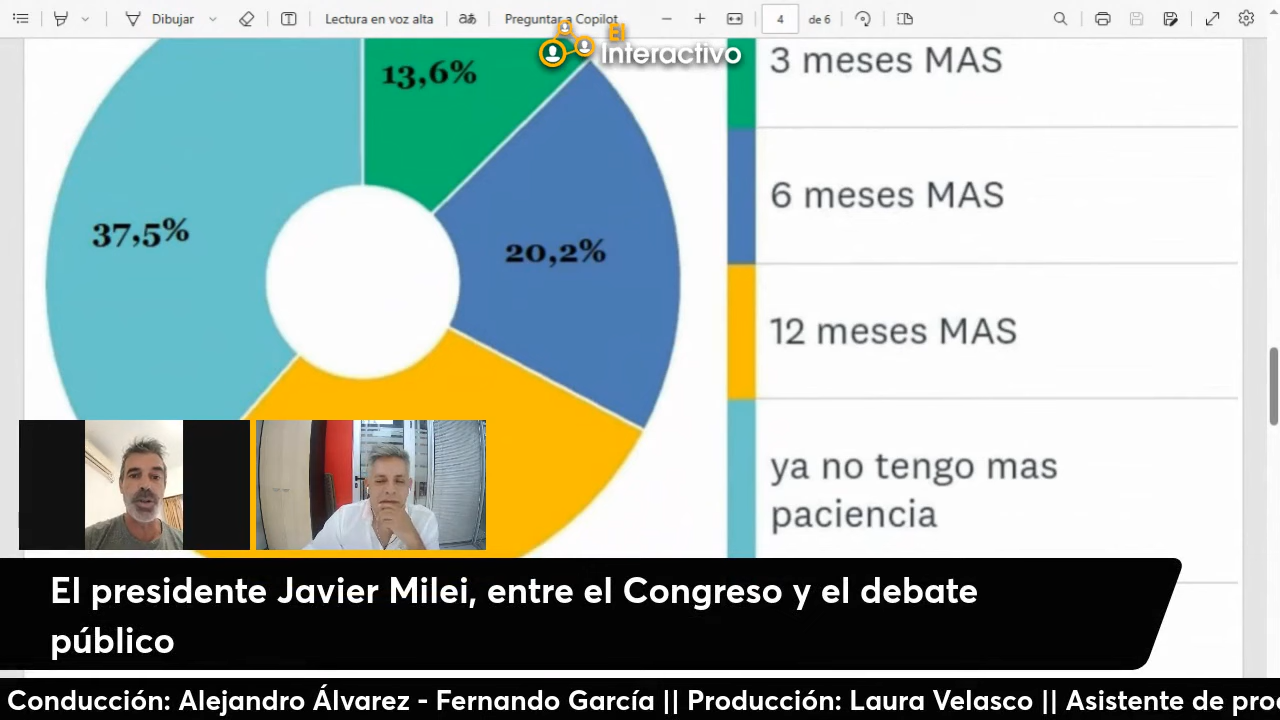 Dibujar
Lectura en voz alta
aあ
Preguntar a Copilot
4
de 6
El
Interactivo
13,6%
3 meses MAS
6 meses MAS
37,5%
20,2%
12 meses MAS
ya no tengo mas
paciencia
El presidente Javier Milei, entre el Congreso y el debate
público
Conducción: Alejandro Álvarez - Fernando García || Producción: Laura Velasco || Asistente de pro